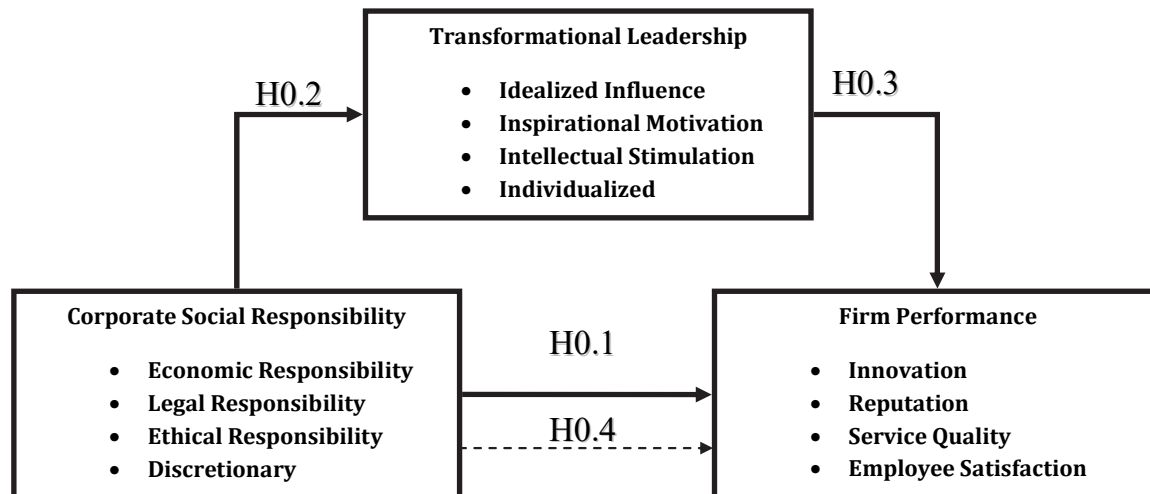 Transformational Leadership
• Idealized Influence
• Inspirational Motivation
• Intellectual Stimulation
• Individualized
H0.2
H0.3
Corporate Social Responsibility
• Economic Responsibility
• Legal Responsibility
• Ethical Responsibility
• Discretionary
H0.1
H0.4
Firm Performance
• Innovation
• Reputation
• Service Quality
• Employee Satisfaction